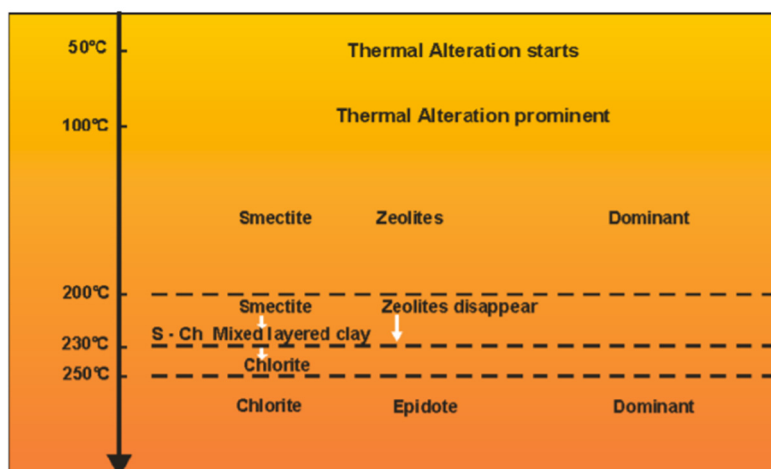 50°C Thermal Alteration starts
100°C Thermal Alteration prominent
Smectite Zeolites Dominant
200°C
Smectite Zeolites disappear
S - Ch Mixed layered clay
230°C
Chlorite
250°C
Chlorite Epidote Dominant